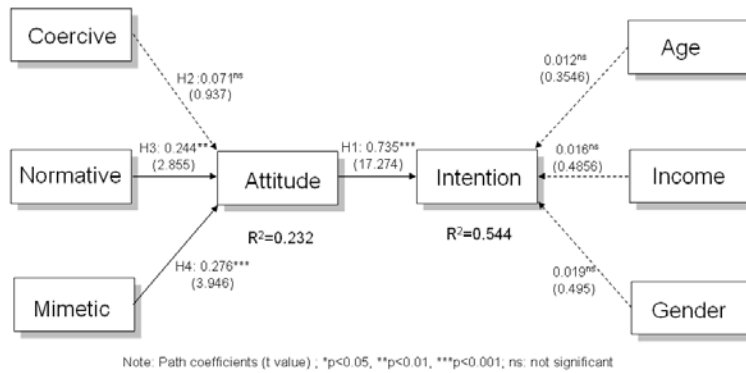 Coercive
Age
H2 :0.071ns
(0.937)
0.012ns
(0.3546)
H3: 0.244**
(2.855)
H1: 0.735***
(17.274)
0.016ns
(0.4856)
Normative
Attitude
Intention
Income
R²=0.232
R²=0.544
H4: 0.276***
(3.946)
0.019ns
(0.495)
Mimetic
Gender
Note: Path coefficients (t value) ; *p<0.05, **p<0.01, ***p<0.001; ns: not significant